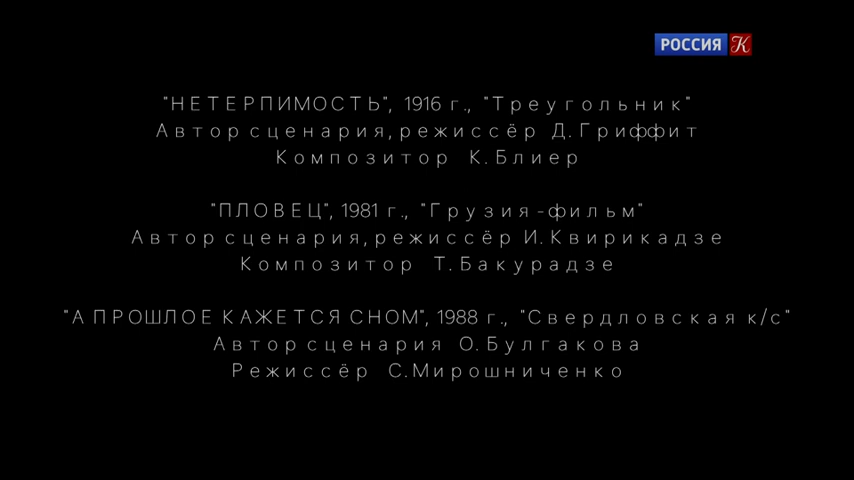 РОССИЯ К
"НЕТЕРПИМОСТЬ", 1916 г., "Треугольник"
Автор сценария, режиссёр Д. Гриффит
Композитор К. Блиер
"ПЛОВЕЦ", 1981 г., "Грузия-фильм"
Автор сценария, режиссёр И. Квирикадзе
Композитор Т. Бакурадзе
"А ПРОШЛОЕ КАЖЕТСЯ СНОМ", 1988 г., "Свердловская к/с"
Автор сценария О. Булгакова
Режиссёр С. Мирошниченко